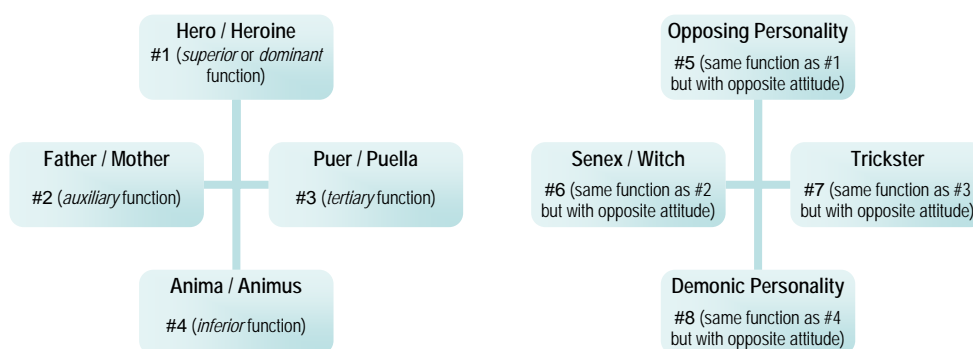 Hero / Heroine
#1 (superior or dominant
function)
Father / Mother
#2 (auxiliary function)
Puer / Puella
#3 (tertiary function)
Anima / Animus
#4 (inferior function)
Opposing Personality
#5 (same function as #1
but with opposite attitude)
Senex / Witch
#6 (same function as #2
but with opposite attitude)
Trickster
#7 (same function as #3
but with opposite attitude)
Demonic Personality
#8 (same function as #4
but with opposite attitude)